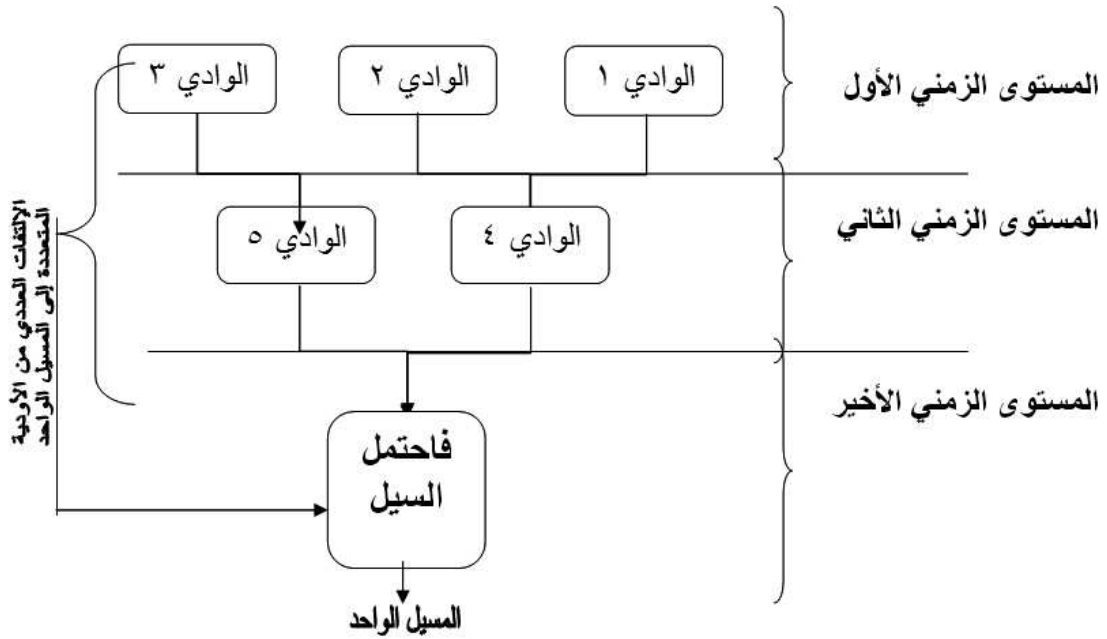 المستوى الزمني الأول
الوادي ١
الوادي ٢
الوادي ٣
المستوى الزمني الثاني
الوادي ٤
الوادي ٥
المستوى الزمني الأخير
فاحتمل
السيل
المسيل الواحد
الإلتفات العددي من الأودية
المتعددة إلى المسيل الواحد